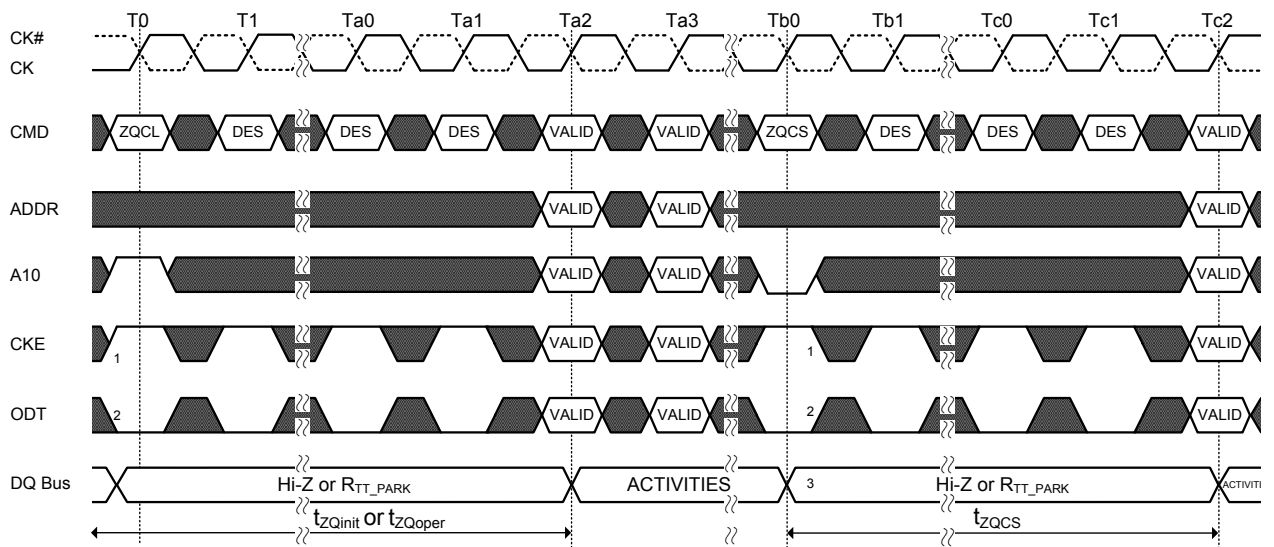 T0 T1 Ta0 Ta1 Ta2 Ta3 Tb0 Tb1 Tc0 Tc1 Tc2
CK#
CK
CMD ZQCL DES DES DES VALID VALID ZQCS DES DES DES VALID
ADDR VALID VALID VALID
A10 VALID VALID VALID
CKE 1 VALID VALID 1 VALID
ODT 2 VALID VALID 2 VALID
DQ Bus Hi-Z or RTT_PARK ACTIVITIES 3 Hi-Z or RTT_PARK
tZQinit or tZQoper tZQCS